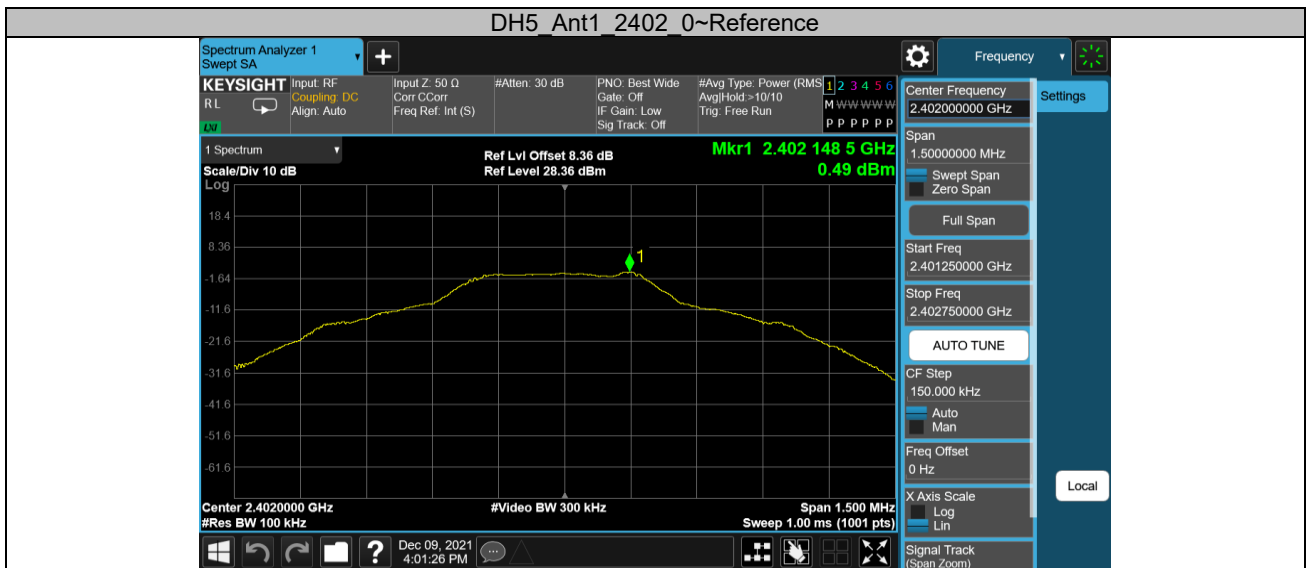 DH5_Ant1_2402_0~Reference
Spectrum Analyzer 1
Swept SA
+
Frequency
KEYSIGHT
RL
LXI
Input: RF
Coupling: DC
Align: Auto
Input Z: 50 Ω
Corr CCorr
Freq Ref: Int (S)
#Atten: 30 dB
PNO: Best Wide
Gate: Off
IF Gain: Low
Sig Track: Off
#Avg Type: Power (RMS
Avg|Hold:>10/10
Trig: Free Run
1 2 3 4 5 6
M W W W W W
P P P P P P
1 Spectrum
Scale/Div 10 dB
Log
Ref Lvl Offset 8.36 dB
Ref Level 28.36 dBm
Mkr1 2.402 148 5 GHz
0.49 dBm
18.4
8.36
-1.64
-11.6
-21.6
-31.6
-41.6
-51.6
-61.6
1
Center 2.4020000 GHz
#Res BW 100 kHz
#Video BW 300 kHz
Span 1.500 MHz
Sweep 1.00 ms (1001 pts)
Center Frequency
2.402000000 GHz
Settings
Span
1.50000000 MHz
Swept Span
Zero Span
Full Span
Start Freq
2.401250000 GHz
Stop Freq
2.402750000 GHz
AUTO TUNE
CF Step
150.000 kHz
Auto
Man
Freq Offset
0 Hz
X Axis Scale
Log
Lin
Local
Signal Track
(Span Zoom)
?
Dec 09, 2021
4:01:26 PM